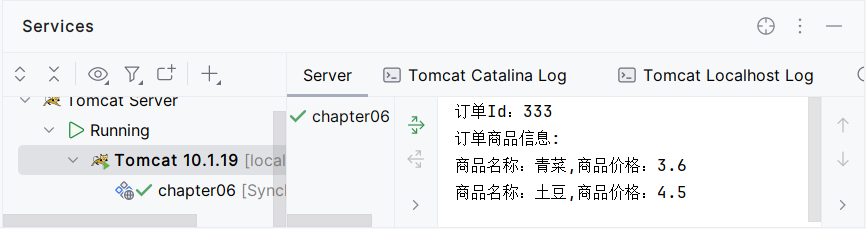 Services
Server
Tomcat Catalina Log
Tomcat Localhost Log
Tomcat Server
Running
Tomcat 10.1.19 [local
chapter06 [Syncl
chapter06
订单Id：333
订单商品信息:
商品名称：青菜,商品价格：3.6
商品名称：土豆,商品价格：4.5